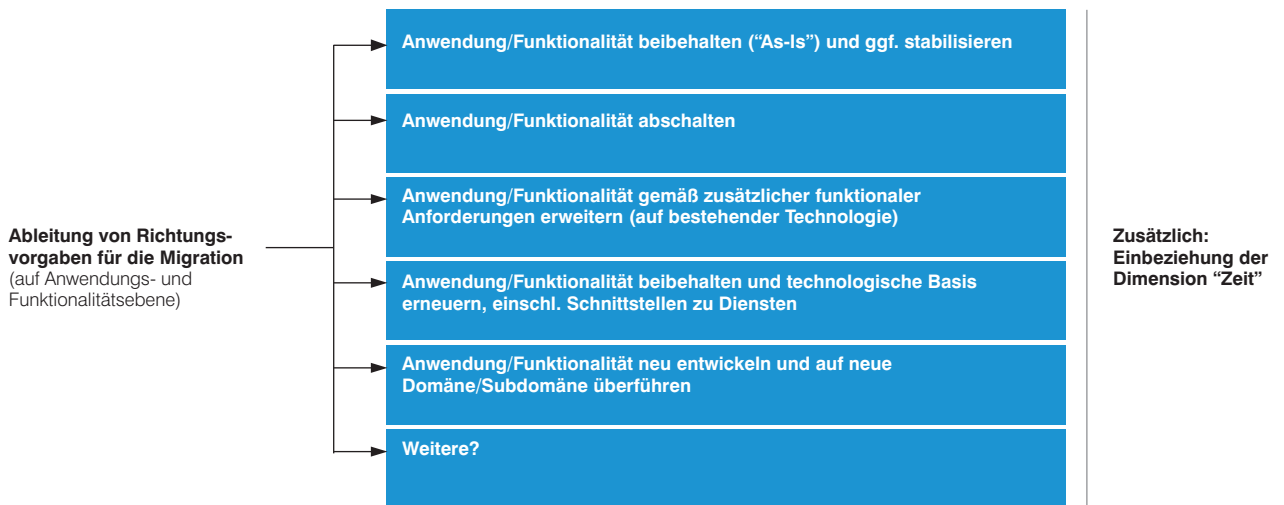 Ableitung von Richtungs-
vorgaben für die Migration
(auf Anwendungs- und
Funktionalitätsebene)
Anwendung/Funktionalität beibehalten (“As-Is”) und ggf. stabilisieren
Anwendung/Funktionalität abschalten
Anwendung/Funktionalität gemäß zusätzlicher funktionaler
Anforderungen erweitern (auf bestehender Technologie)
Anwendung/Funktionalität beibehalten und technologische Basis
erneuern, einschl. Schnittstellen zu Diensten
Anwendung/Funktionalität neu entwickeln und auf neue
Domäne/Subdomäne überführen
Weitere?
Zusätzlich:
Einbeziehung der
Dimension “Zeit”